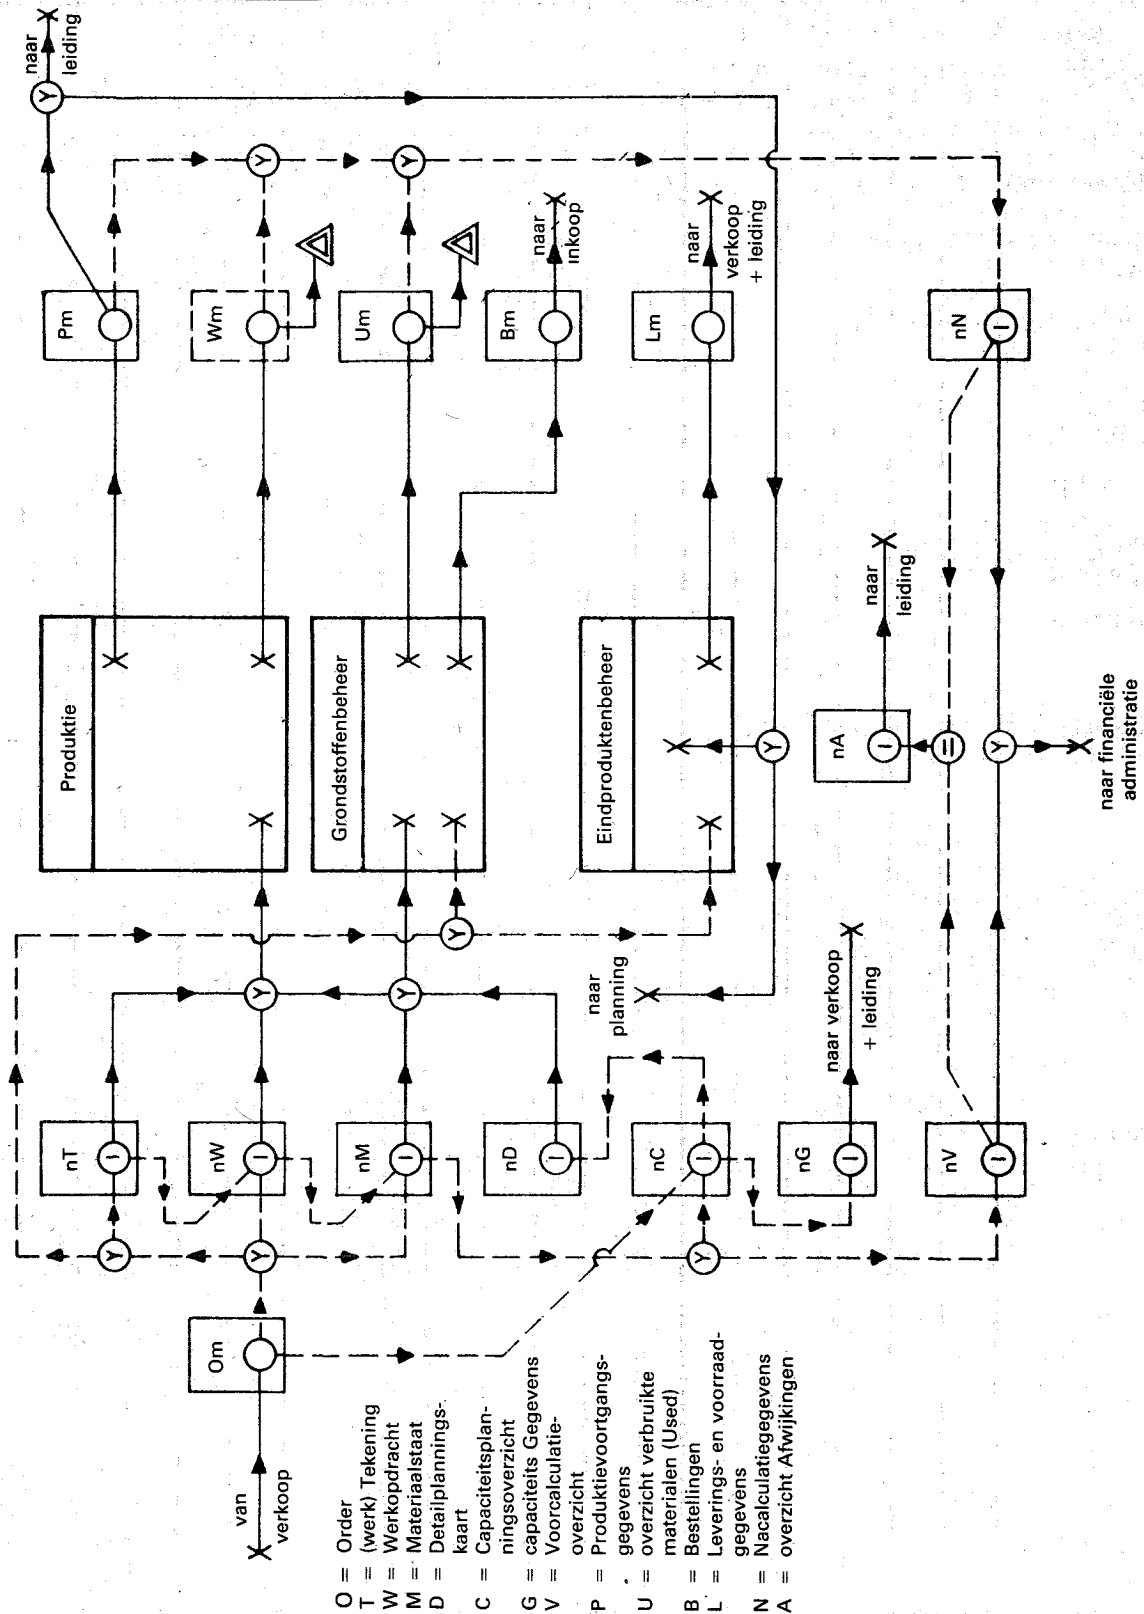 van
verkoop
Om
nT
nW
nM
nD
nC
nG
nV
naar verkoop
+ leiding
naar
planning
Produktie
Grondstoffenbeheer
Eindproduktenbeheer
nA
naar
leiding
naar financiële
administratie
Pm
Wm
Um
Bm
Lm
nN
naar
leiding
naar
inkoop
naar
verkoop
+ leiding
Y
Y
Y
Y
Y
Y
Y
Y
Y
Y
Y
I
I
I
I
I
I
I
I
I
=
O = Order
T = (werk) Tekening
W = Werkopdracht
M = Materiaalstaat
D = Detailplannings-
kaart
C = Capaciteitsplan-
ningsoverzicht
G = capaciteits Gegevens
V = Voorcalculatie-
overzicht
P = Produktievoortgangs-
gegevens
U = overzicht verbruikte
materialen (Used)
B = Bestellingen
L = Leverings- en voorraad-
gegevens
N = Nacalculatiegegevens
A = overzicht Afwijkingen